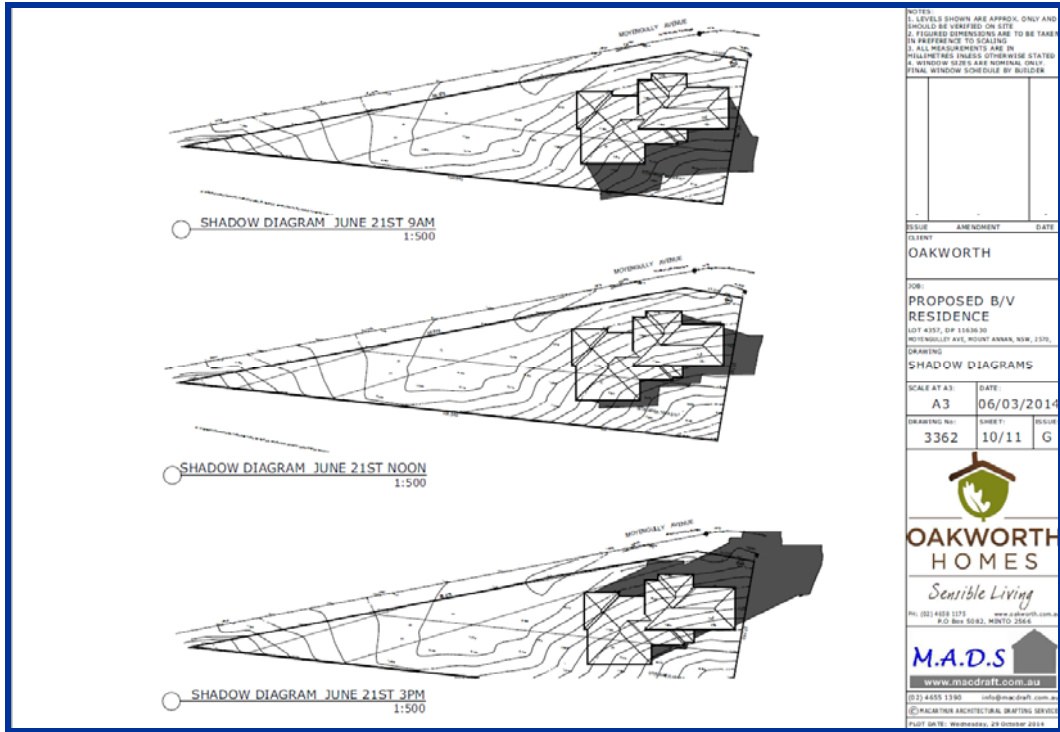 MOYENGULLY AVENUE
SHADOW DIAGRAM JUNE 21ST 9AM
1:500
MOYENGULLY AVENUE
SHADOW DIAGRAM JUNE 21ST NOON
1:500
MOYENGULLY AVENUE
SHADOW DIAGRAM JUNE 21ST 3PM
1:500
NOTES:
1. LEVELS SHOWN ARE APPROX. ONLY AND
SHOULD BE VERIFIED ON SITE
2. FIGURED DIMENSIONS ARE TO BE TAKEN
IN PREFERENCE TO SCALING
3. ALL MEASUREMENTS ARE IN
MILLIMETRES INLESS OTHERWISE STATED
4. WINDOW SIZES ARE NOMINAL ONLY.
FINAL WINDOW SCHEDULE BY BUILDER
ISSUE AMENDMENT DATE
CLIENT
OAKWORTH
JOB:
PROPOSED B/V
RESIDENCE
LOT 4357, DP 1163630
MOYENGULLEY AVE, MOUNT ANNAN, NSW, 2570,
DRAWING
SHADOW DIAGRAMS
SCALE AT A3: DATE:
A3 06/03/2014
DRAWING No: SHEET: ISSUE
3362 10/11 G
OAKWORTH
HOMES
Sensible Living
PH: (02) 4658 1175 www.oakworth.com.au
P.O Box 5082, MINTO 2566
M.A.D.S
www.macdraft.com.au
(02) 4655 1390 info@macdraft.com.au
© MACARTHUR ARCHITECTURAL DRAFTING SERVICE
PLOT DATE: Wednesday, 29 October 2014